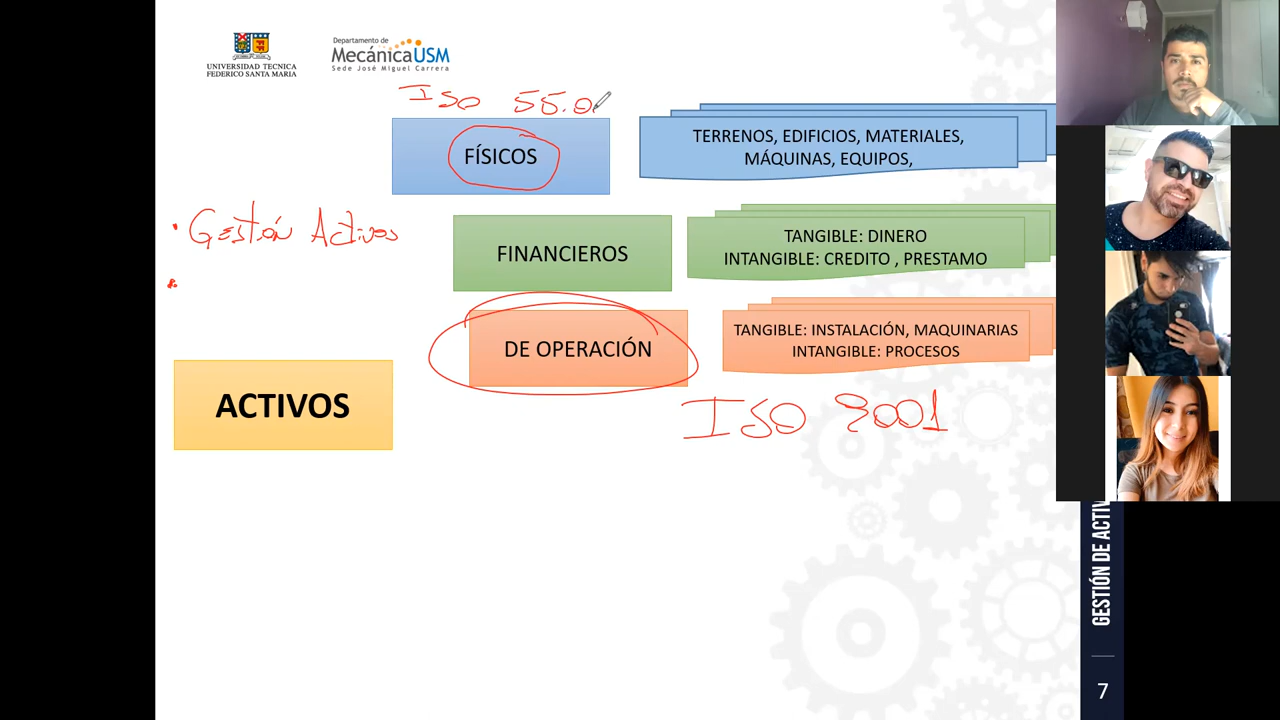 UNIVERSIDAD TECNICA
FEDERICO SANTA MARIA
Departamento de
MecánicaUSM
Sede José Miguel Carrera
ISO 55.0
FÍSICOS
TERRENOS, EDIFICIOS, MATERIALES,
MÁQUINAS, EQUIPOS,
• Gestión Activos
FINANCIEROS
TANGIBLE: DINERO
INTANGIBLE: CREDITO , PRESTAMO
DE OPERACIÓN
TANGIBLE: INSTALACIÓN, MAQUINARIAS
INTANGIBLE: PROCESOS
ACTIVOS
ISO 9001
GESTIÓN DE ACTIV
7